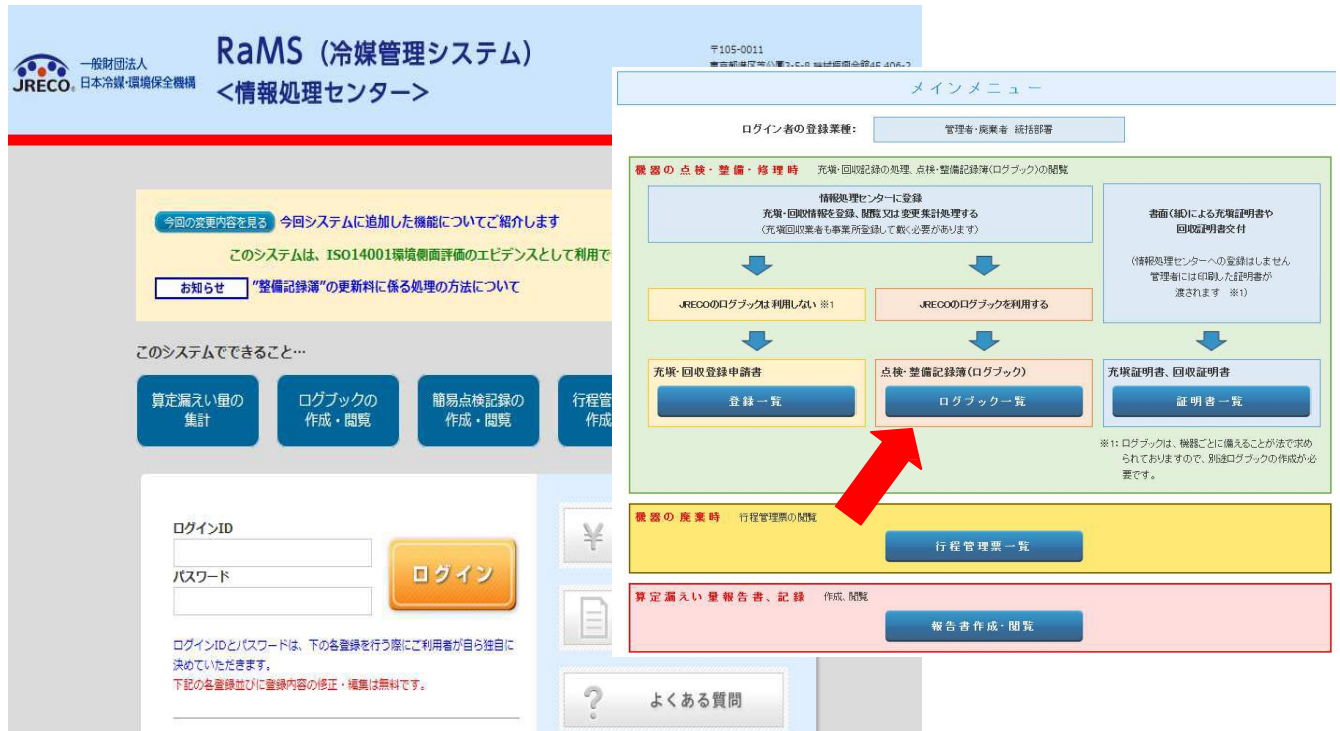 一般財団法人
JRECO。日本冷媒・環境保全機構
RaMS（冷媒管理システム）
<情報処理センター>
〒105-0011
今回の変更内容を見る 今回システムに追加した機能についてご紹介します
このシステムは、ISO14001環境側面評価のエビデンスとして利用で
お知らせ "整備記録簿"の更新料に係る処理の方法について
このシステムでできること…
算定漏えい量の
集計
ログブックの
作成・閲覧
簡易点検記録の
作成・閲覧
行程管
作成
ログインID
パスワード
ログイン
ログインIDとパスワードは、下の各登録を行う際にご利用者が自ら独自に
決めていただきます。
下記の各登録並びに登録内容の修正・編集は無料です。
¥
? よくある質問
メインメニュー
ログイン者の登録業種: 管理者・廃棄者 統括部署
機器の点検・整備・修理時 充塡・回収記録の処理、点検・整備記録簿(ログブック)の閲覧
情報処理センターに登録
充塡・回収情報を登録、閲覧又は変更集計処理する
(充塡回収業者も事業所登録して戴く必要があります)
書面(紙)による充塡証明書や
回収証明書交付
(情報処理センターへの登録はしません
管理者には印刷した証明書が
渡されます ※1)
JRECOのログブックは利用しない ※1
JRECOのログブックを利用する
充塡・回収登録申請書
登録一覧
点検・整備記録簿(ログブック)
ログブック一覧
充塡証明書、回収証明書
証明書一覧
※1: ログブックは、機器ごとに備えることが法で求め
られておりますので、別途ログブックの作成が必
要です。
機器の廃棄時 行程管理票の閲覧
行程管理票一覧
算定漏えい量報告書、記録 作成、閲覧
報告書作成・閲覧